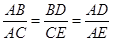 AB/AC = BD/CE = AD/AE